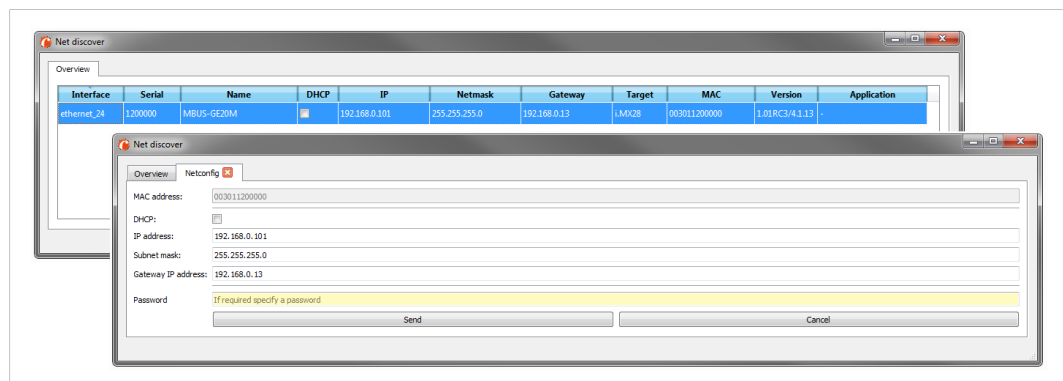 Net discover
Overview
Interface Serial Name DHCP IP Netmask Gateway Target MAC Version Application
ethernet_24 1200000 MBUS-GE20M 192.168.0.101 255.255.255.0 192.168.0.13 i.MX28 003011200000 1.01RC3/4.1.13 -
Net discover
Overview Netconfig
MAC address: 003011200000
DHCP:
IP address: 192.168.0.101
Subnet mask: 255.255.255.0
Gateway IP address: 192.168.0.13
Password If required specify a password
Send Cancel